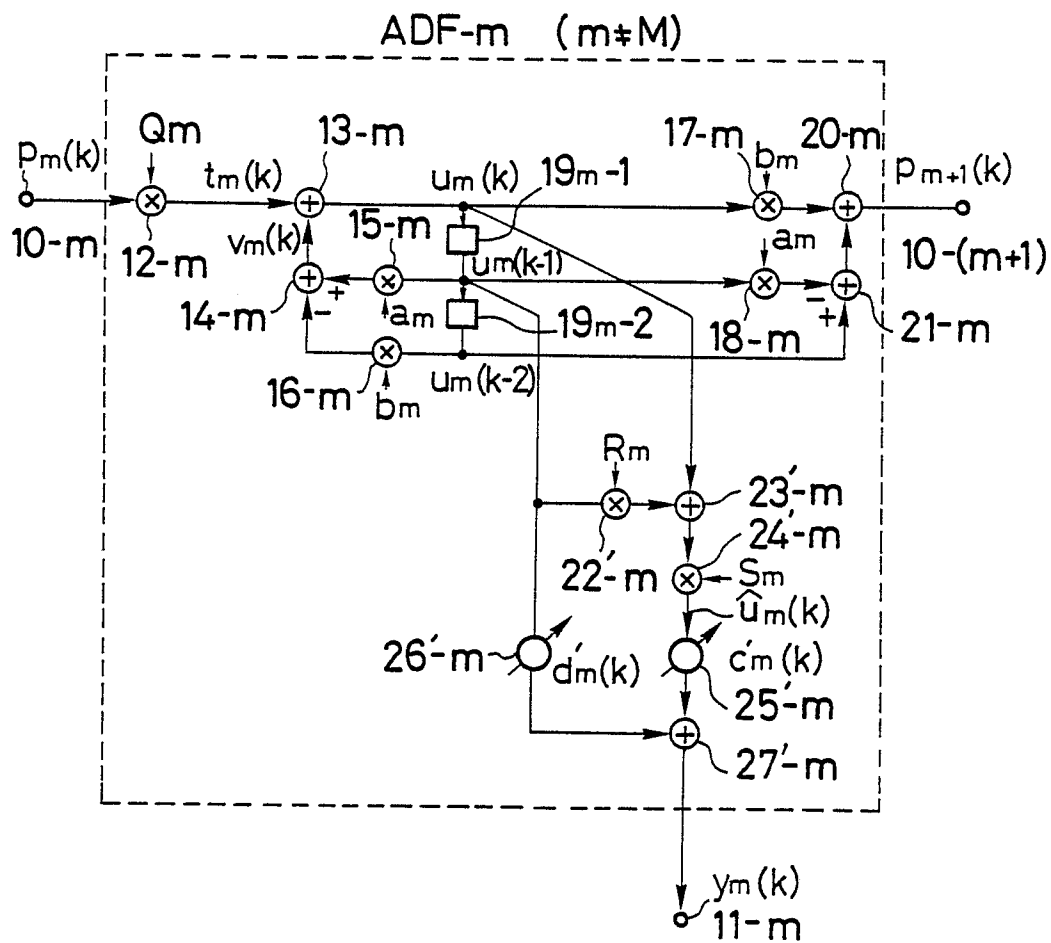 ADF-m (m≠M)
Qm
13-m
17-m
20-m
pm(k)
tm(k)
um(k)
19m-1
bm
pm+1(k)
10-m
12-m
vm(k)
15-m
um(k-1)
am
10-(m+1)
14-m
+
-
am
19m-2
18-m
-
+
21-m
16-m
bm
um(k-2)
Rm
23'-m
22'-m
24'-m
Sm
ûm(k)
26'-m
d'm(k)
c'm(k)
25'-m
27'-m
ym(k)
11-m